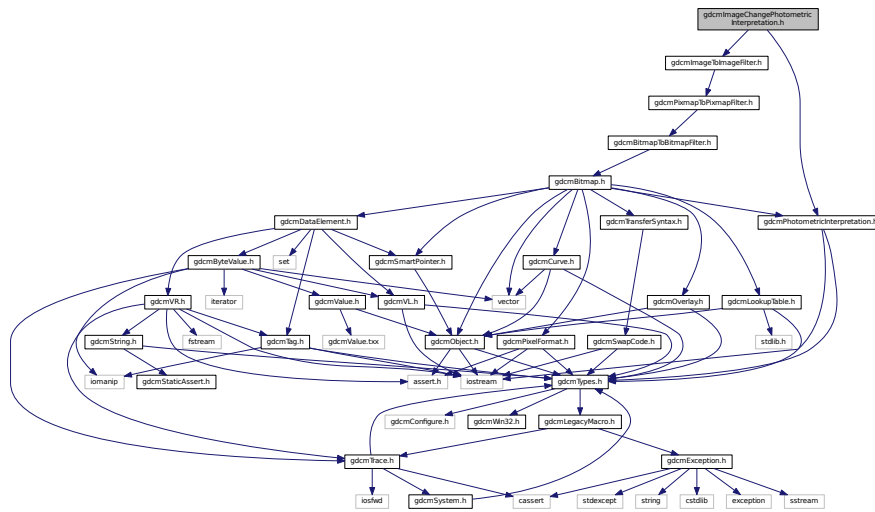 gdcmImageChangePhotometric
Interpretation.h
gdcmImageToImageFilter.h
gdcmPixmapToPixmapFilter.h
gdcmBitmapToBitmapFilter.h
gdcmBitmap.h
gdcmDataElement.h
gdcmTransferSyntax.h
gdcmPhotometricInterpretation.h
gdcmByteValue.h
set
gdcmSmartPointer.h
gdcmCurve.h
gdcmVR.h
iterator
gdcmValue.h
gdcmVL.h
vector
gdcmOverlay.h
gdcmLookupTable.h
gdcmString.h
fstream
gdcmTag.h
gdcmValue.txx
gdcmObject.h
gdcmPixelFormat.h
gdcmSwapCode.h
stdlib.h
iomanip
gdcmStaticAssert.h
assert.h
iostream
gdcmTypes.h
gdcmConfigure.h
gdcmWin32.h
gdcmLegacyMacro.h
gdcmTrace.h
gdcmException.h
iosfwd
gdcmSystem.h
cassert
stdexcept
string
cstdlib
exception
sstream